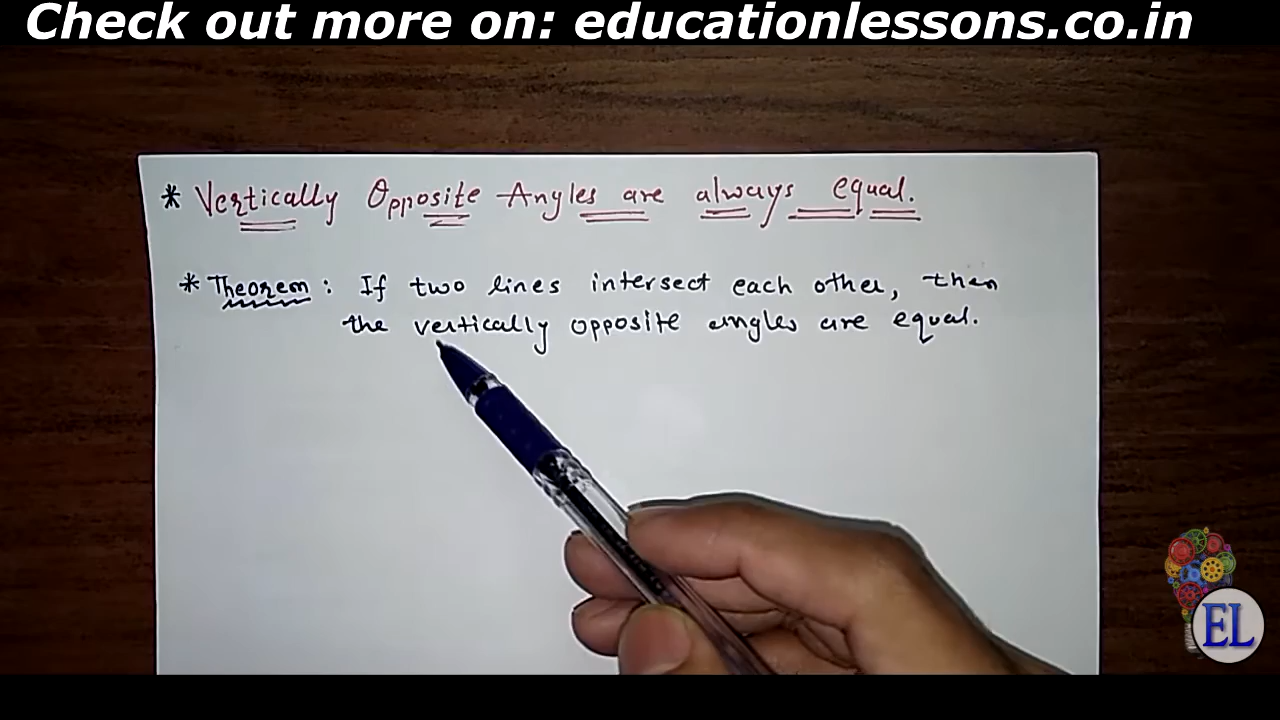 Check out more on: educationlessons.co.in
* Vertically Opposite Angles are always equal.
* Theorem : If two lines intersect each other, then
the vertically opposite angles are equal.
EL